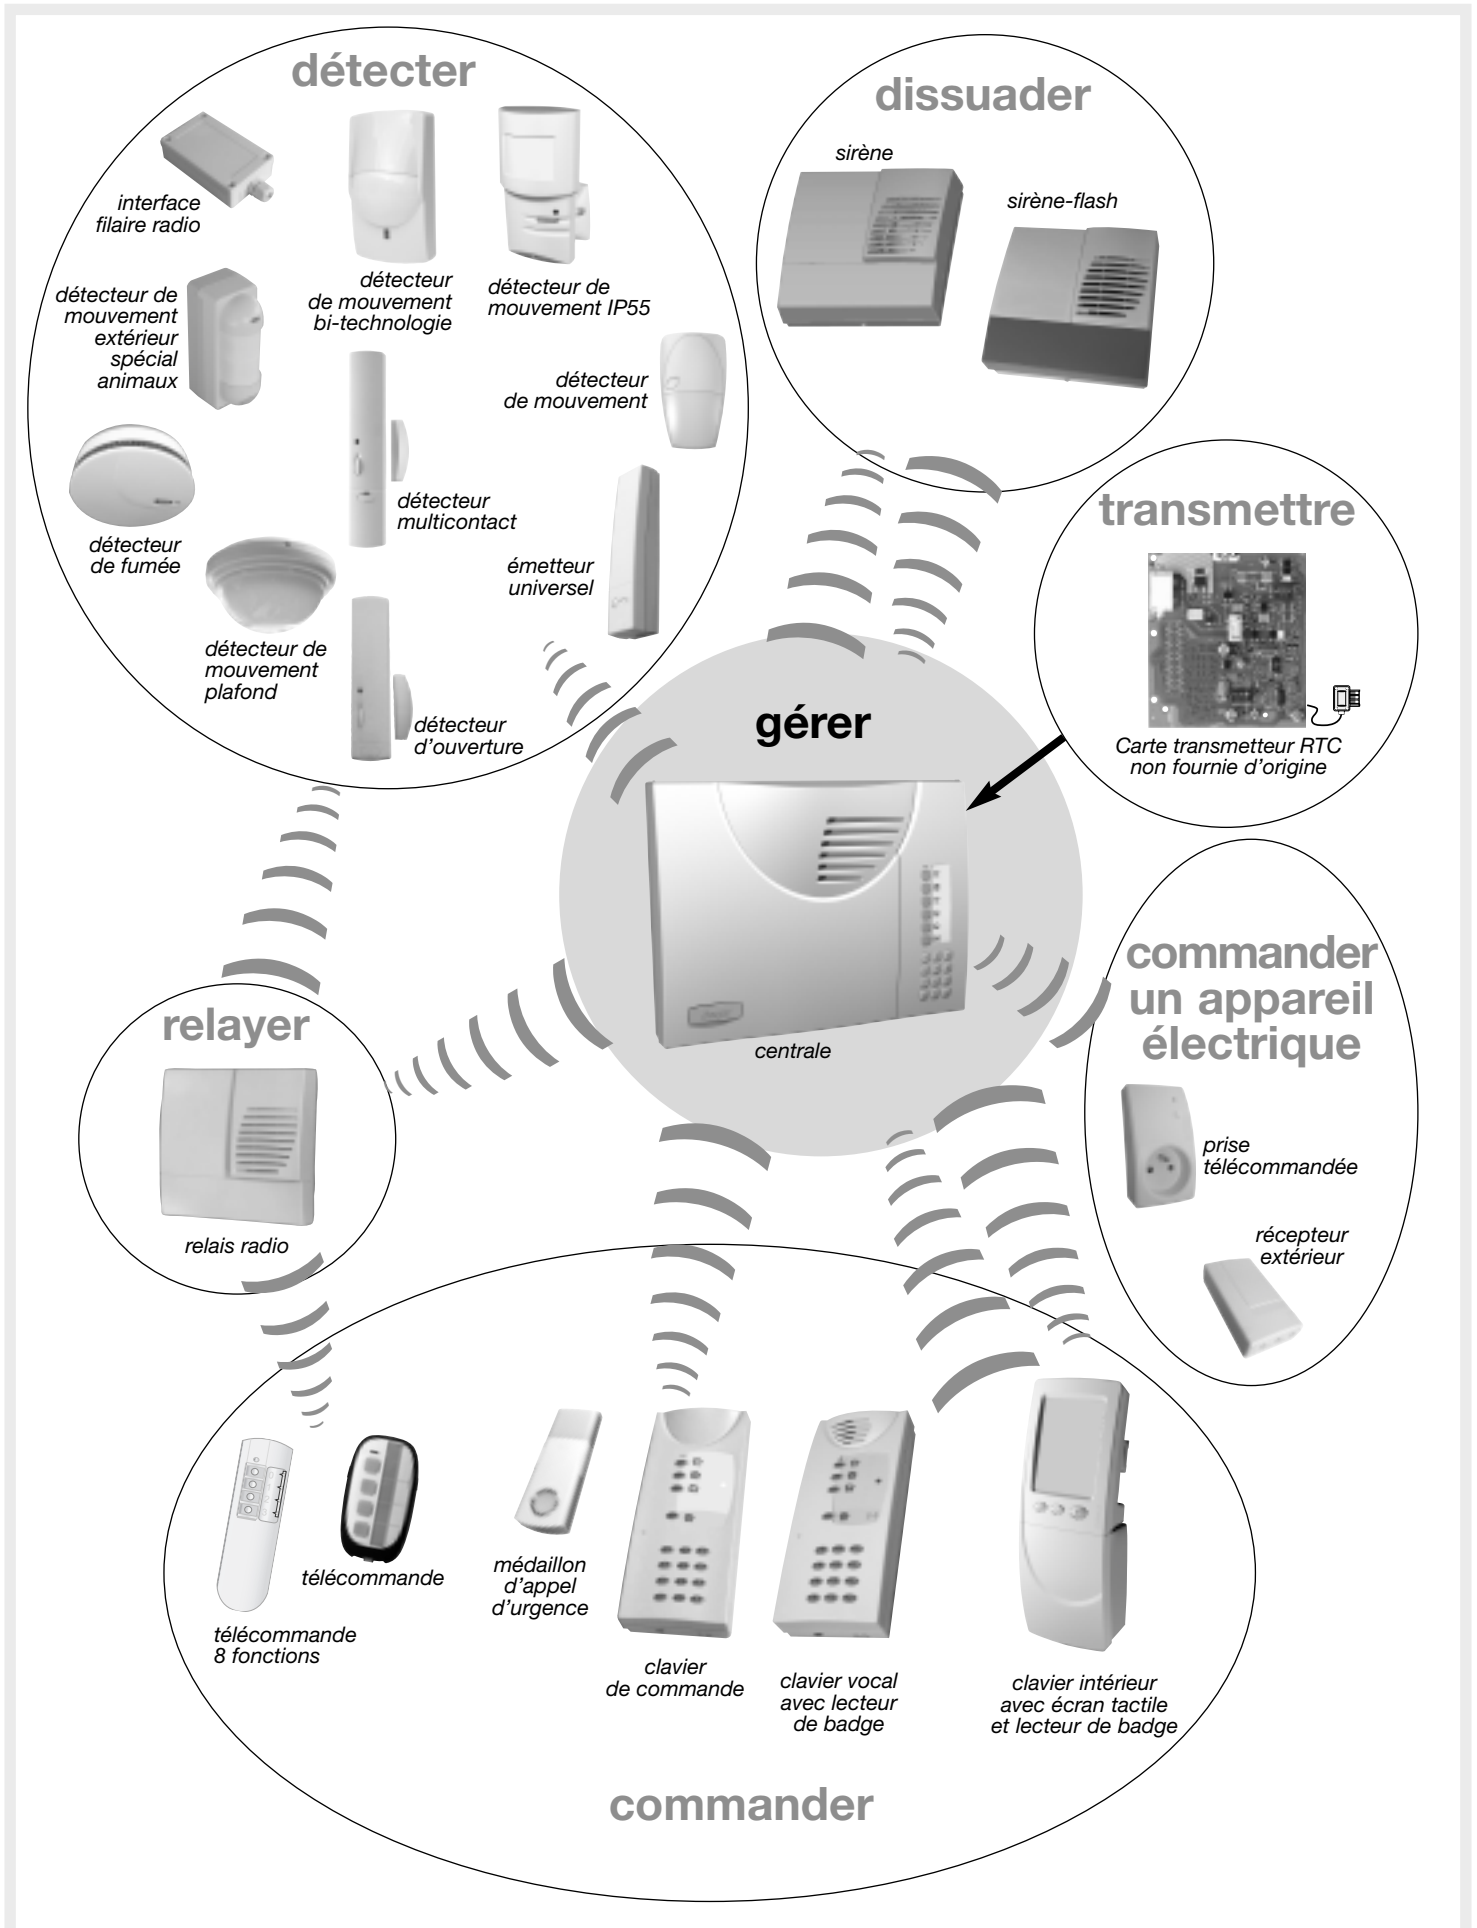 détecter
interface
filaire radio
détecteur
de mouvement
bi-technologie
détecteur de
mouvement IP55
détecteur de
mouvement
extérieur
spécial
animaux
détecteur
de mouvement
détecteur
multicontact
détecteur
de fumée
émetteur
universel
détecteur de
mouvement
plafond
détecteur
d'ouverture
dissuader
sirène
sirène-flash
transmettre
Carte transmetteur RTC
non fournie d'origine
gérer
centrale
commander
un appareil
électrique
prise
télécommandée
récepteur
extérieur
relayer
relais radio
télécommande
8 fonctions
télécommande
médaillon
d'appel
d'urgence
clavier
de commande
clavier vocal
avec lecteur
de badge
clavier intérieur
avec écran tactile
et lecteur de badge
commander